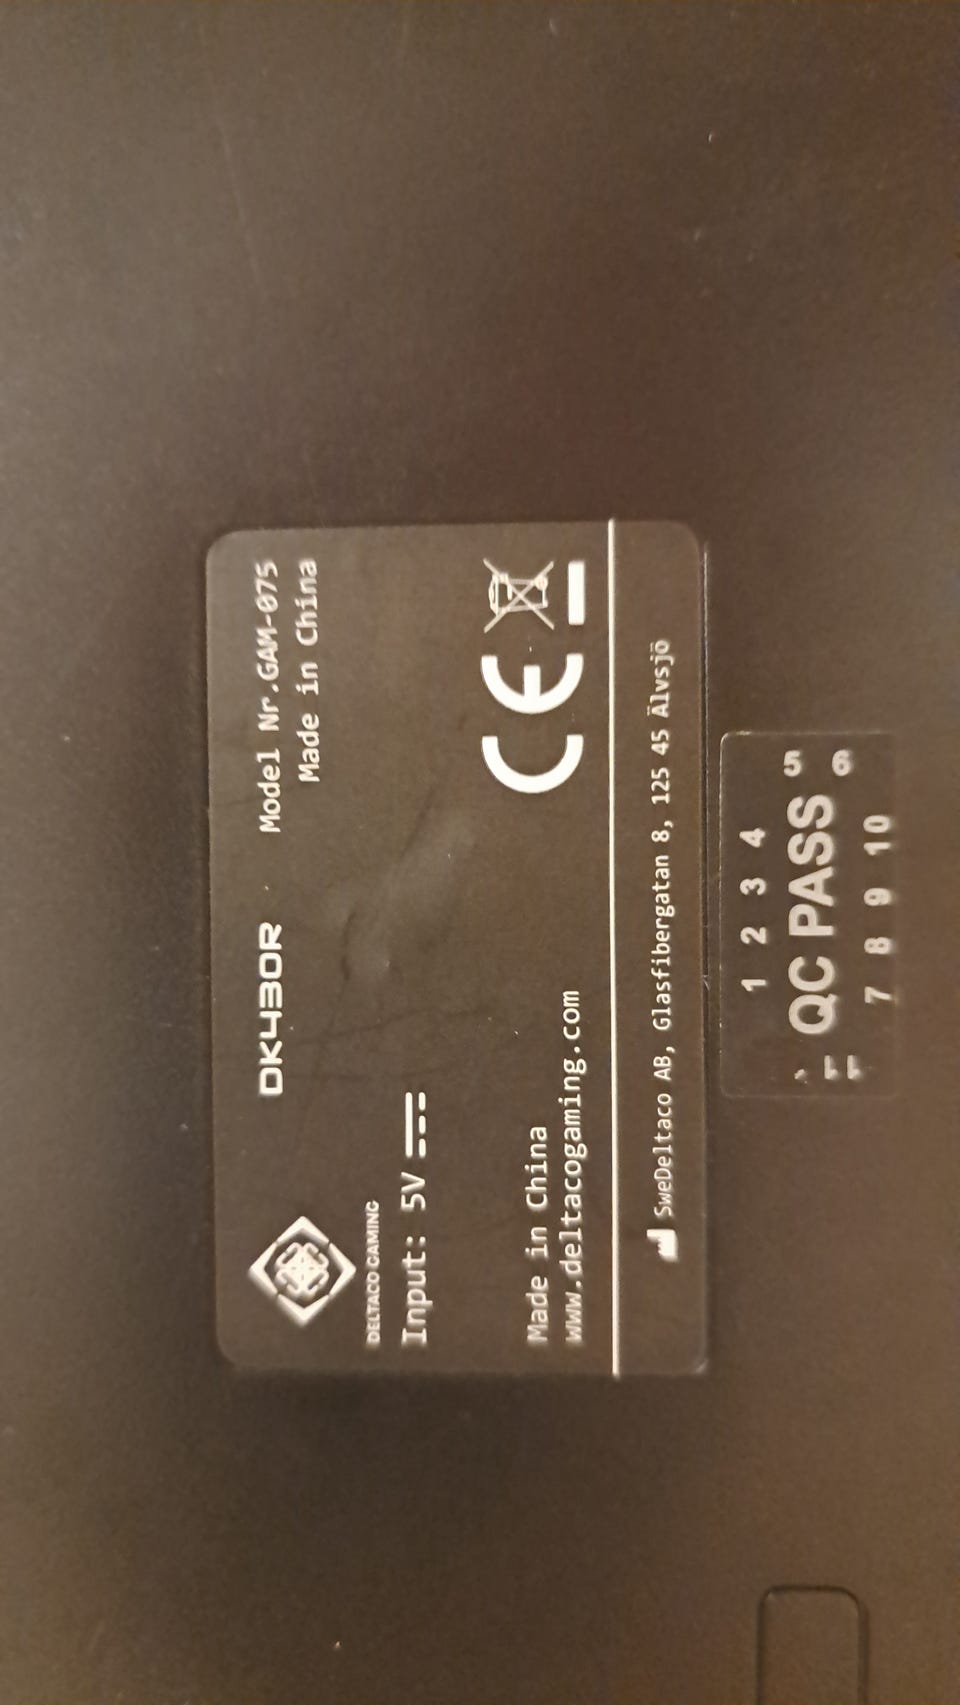 DK430R
Model Nr.GAM-075
Made in China
DELTACO GAMING
Input: 5V
Made in China
www.deltacogaming.com
CE
SweDeltaco AB, Glasfibergatan 8, 125 45 Älvsjö
1 2 3 4
QC PASS 5
6
7 8 9 10